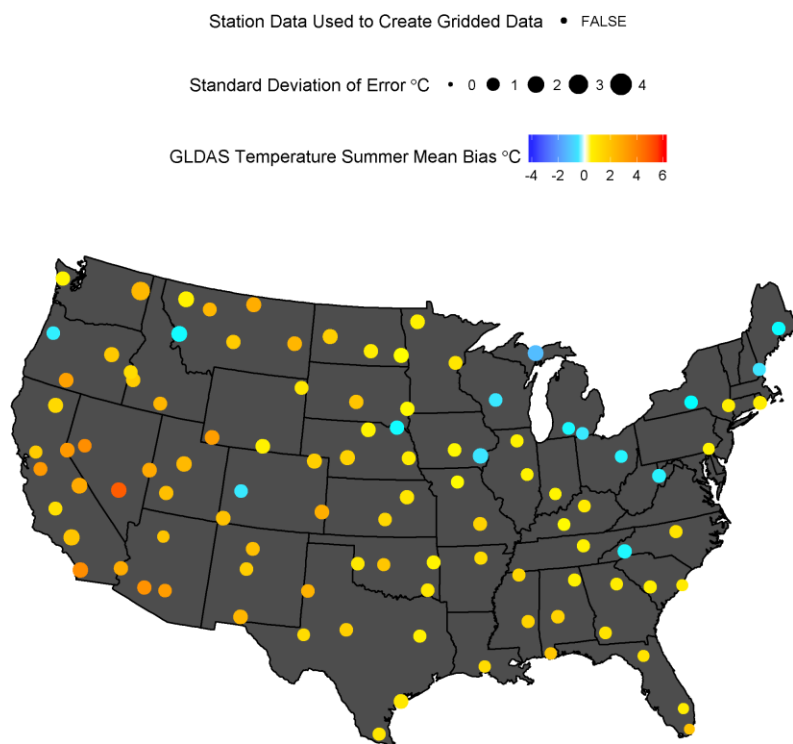 Station Data Used to Create Gridded Data FALSE
Standard Deviation of Error °C 0 1 2 3 4
GLDAS Temperature Summer Mean Bias °C
-4 -2 0 2 4 6